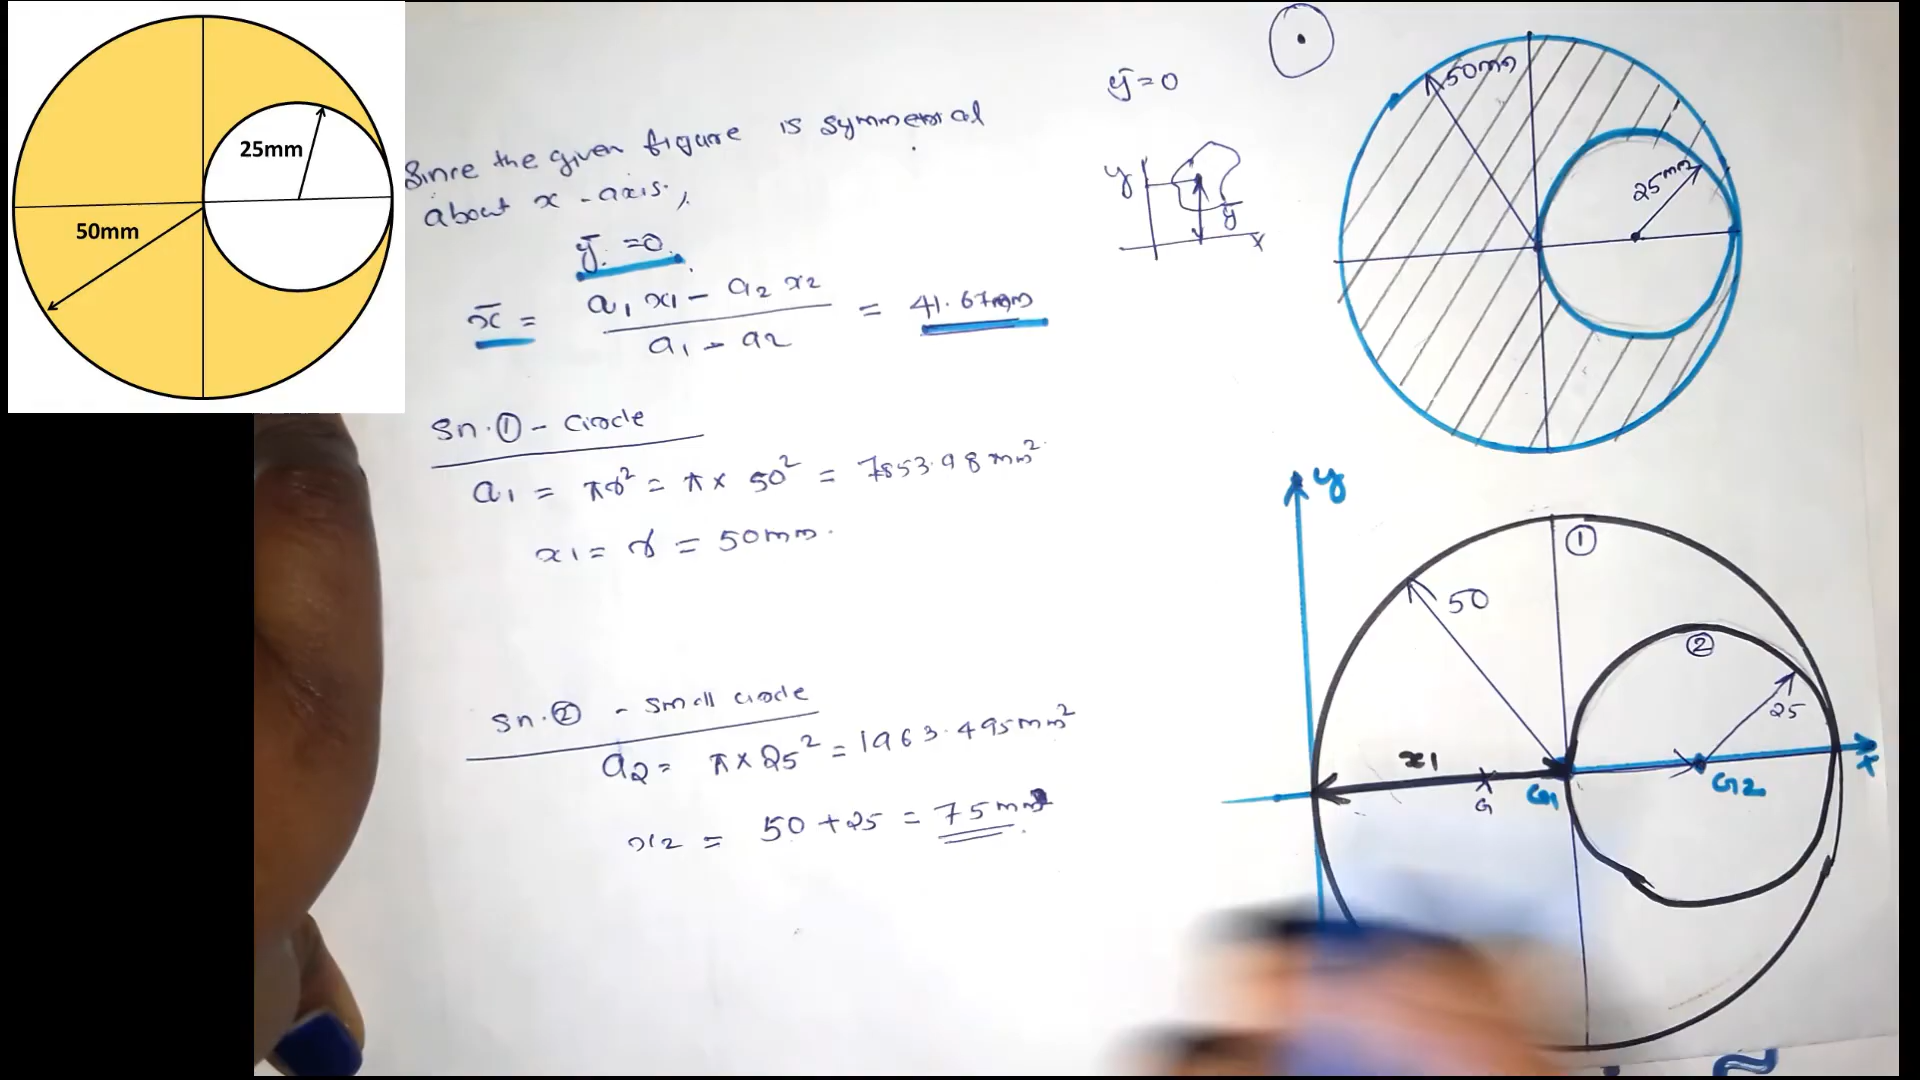 25mm
50mm
Since the given figure is symmetrical
about x - axis,
ȳ = 0.
x̄ = a1 x1 - a2 x2 / a1 - a2 = 41.67mm
Sn. ① - Circle
a1 = πr² = π x 50² = 7853.98 mm²
x1 = r = 50mm.
Sn. ② - Small circle
a2 = π x 25² = 1963.495mm²
x2 = 50 + 25 = 75mm
ȳ = 0
y
ȳ
x
50mm
25mm
y
①
50
②
25
x1
G
G1
G2
x